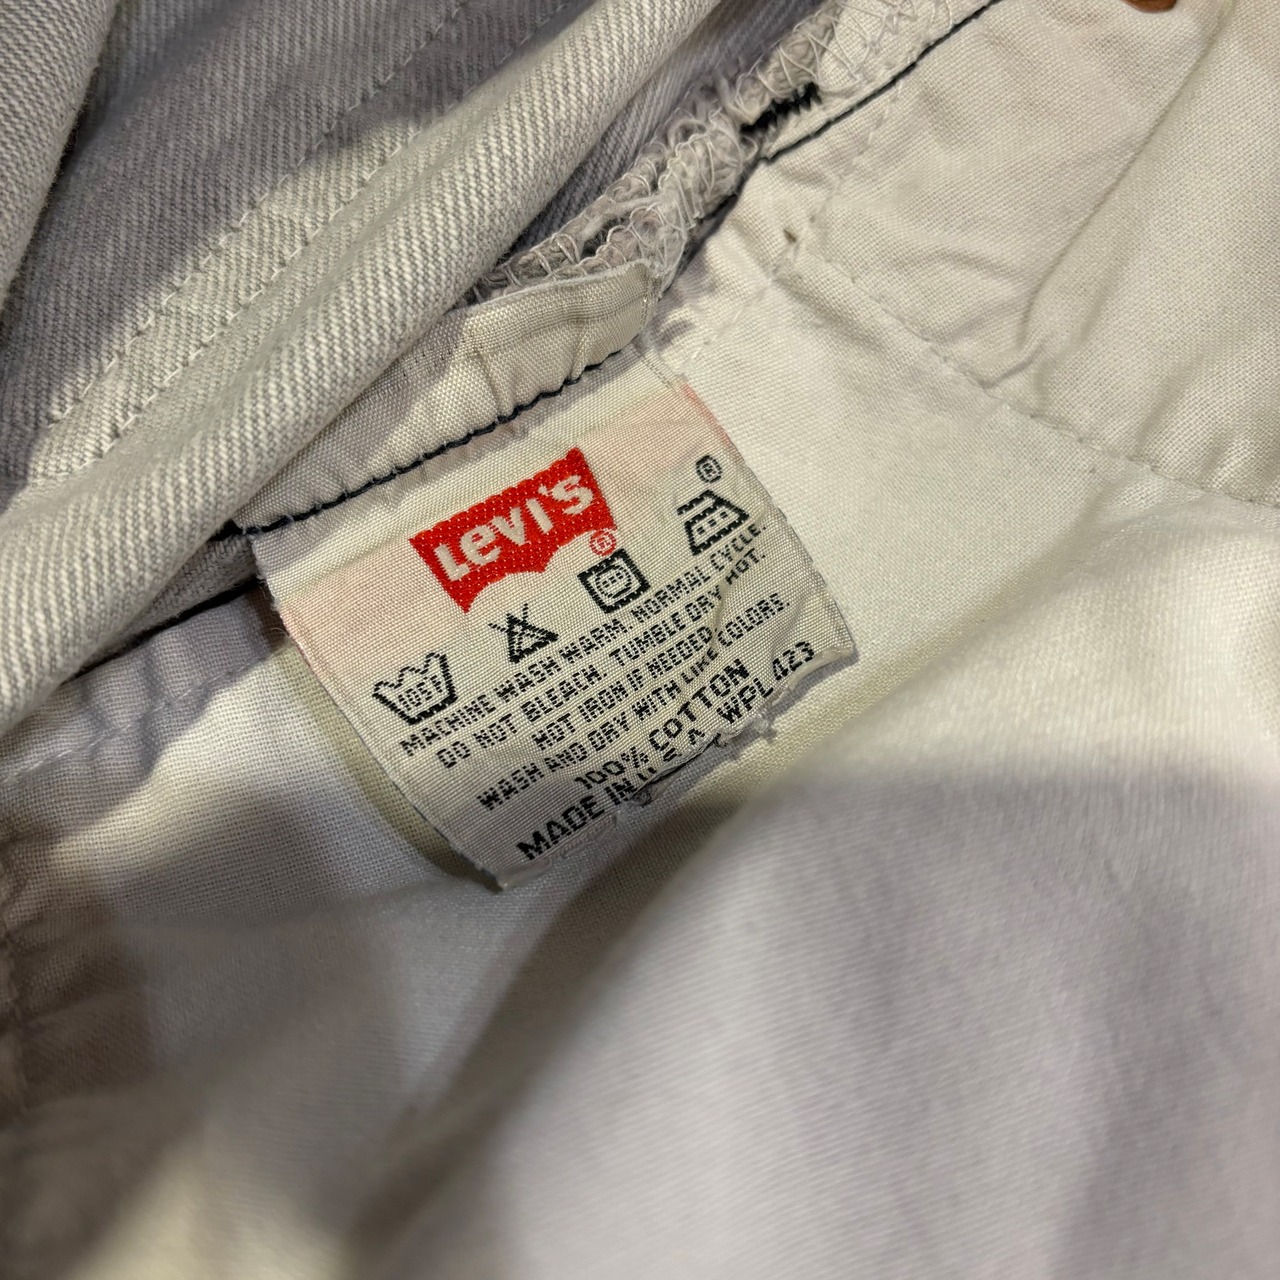 LEVI'S
®
®
105
MACHINE WASH WARM, NORMAL CYCLE.
DO NOT BLEACH. TUMBLE DRY HOT.
HOT IRON IF NEEDED
WASH AND DRY WITH LIKE COLORS.
100% COTTON
MADE IN U.S.A. WPL 423